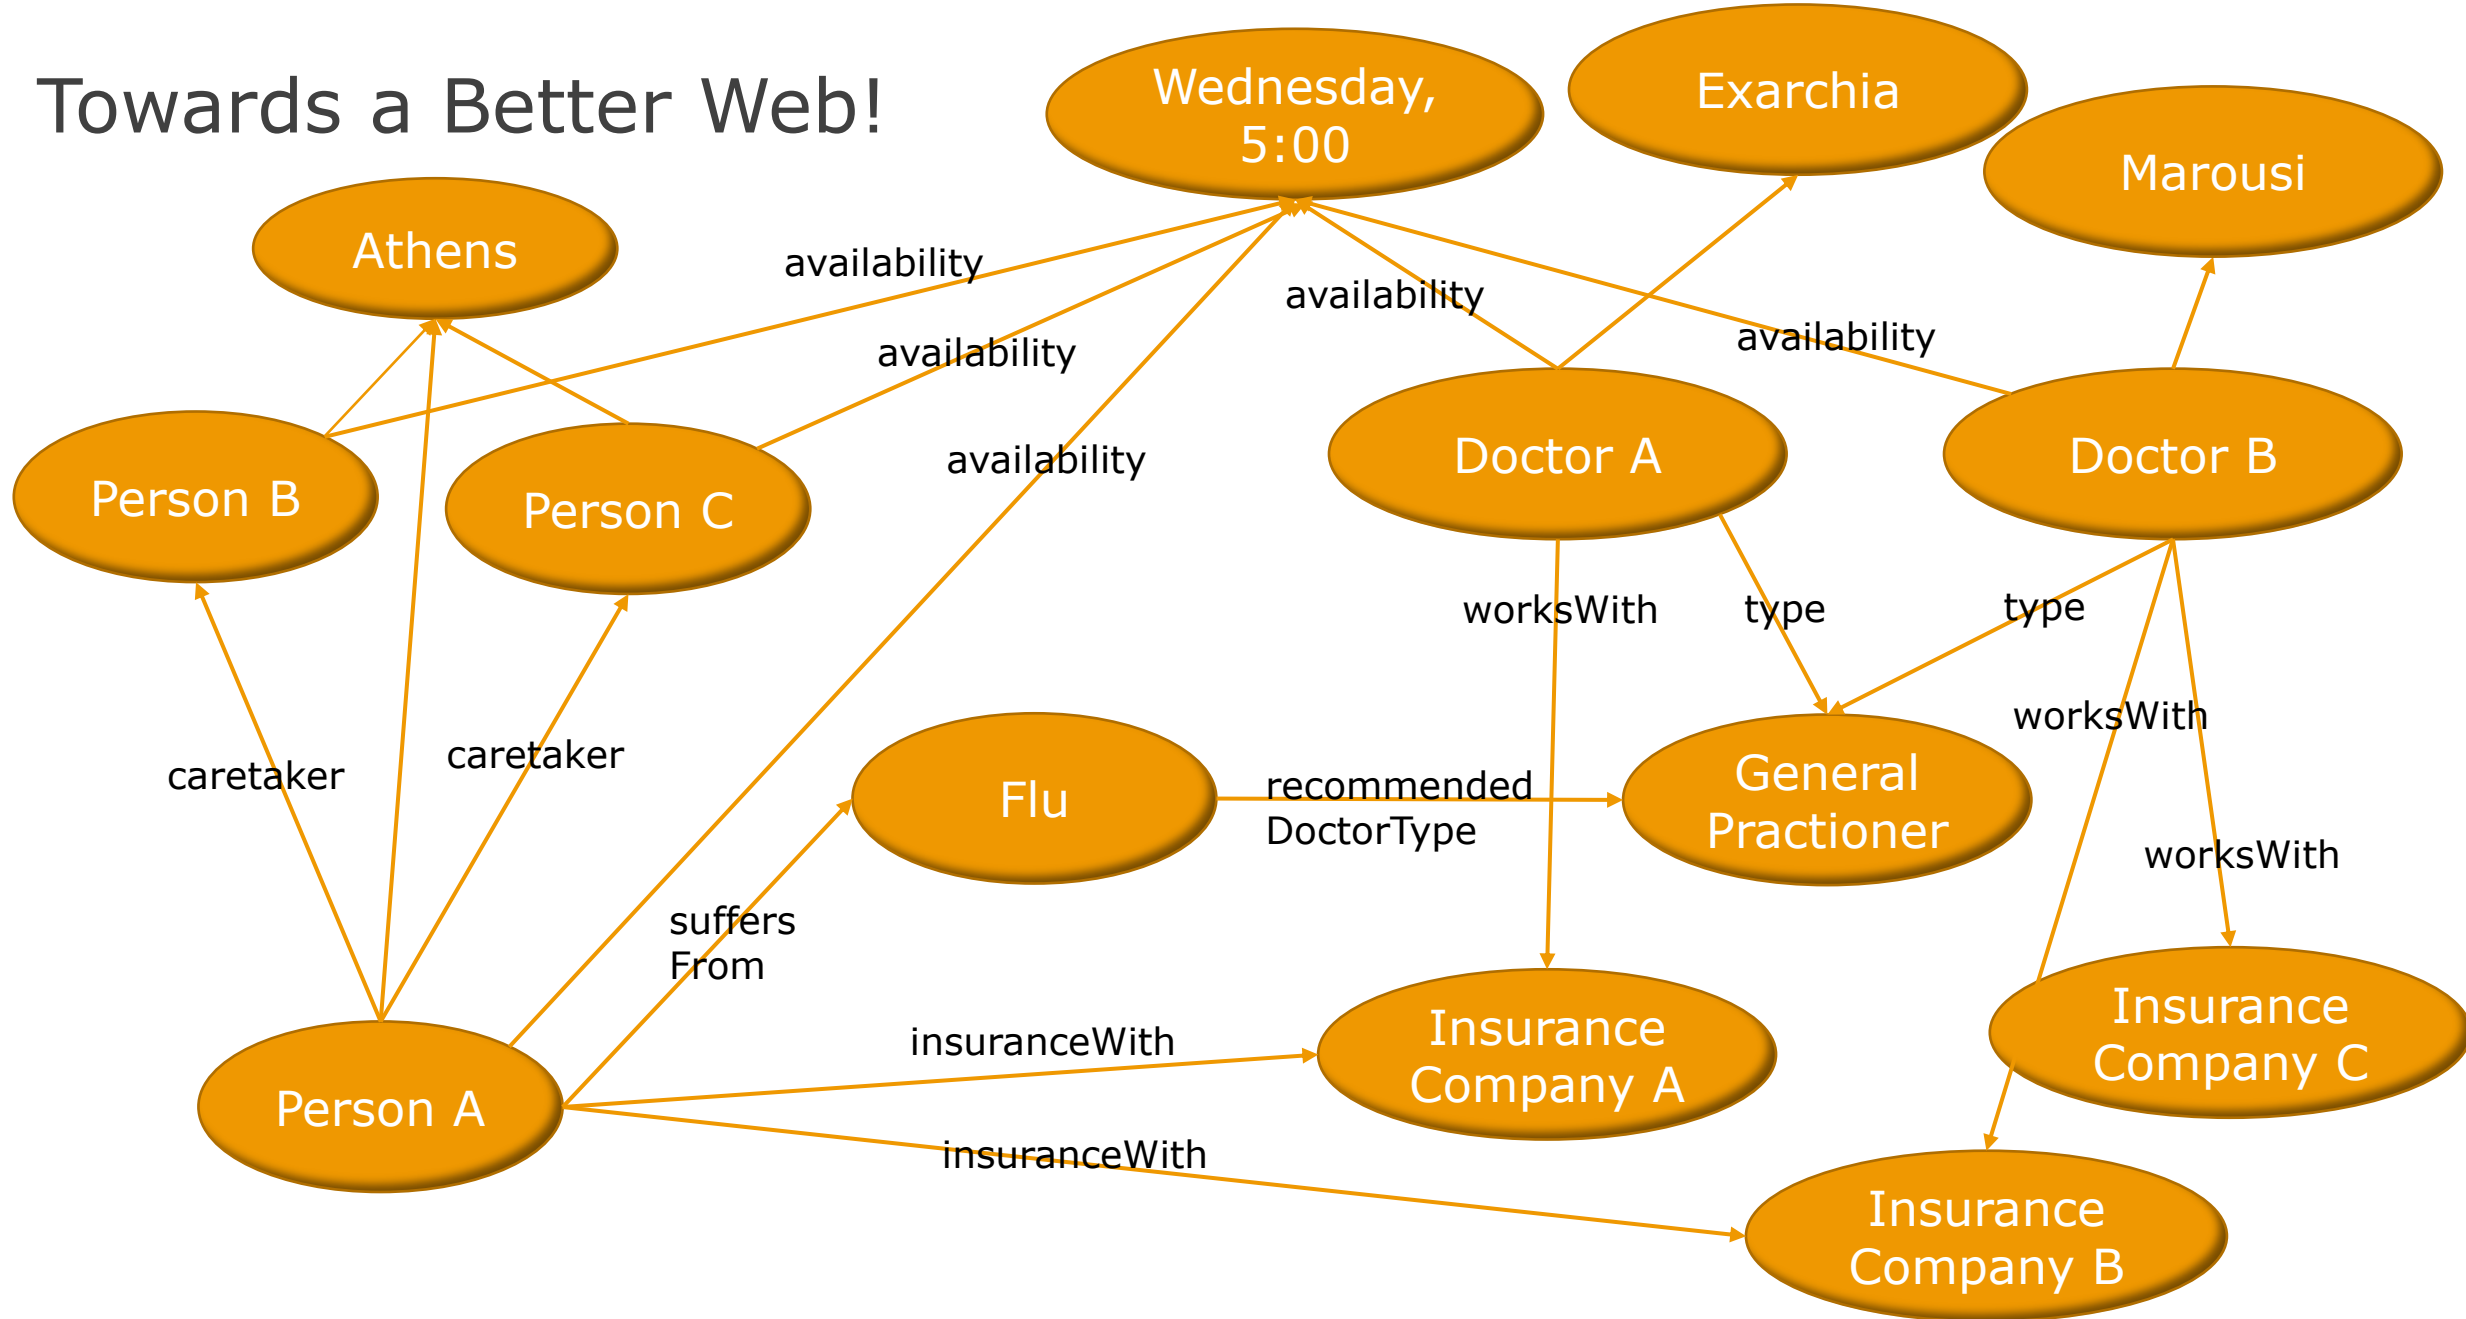 Towards a Better Web!
Wednesday,
5:00
Exarchia
Marousi
Athens
availability
availability
availability
availability
availability
Person B
Person C
Doctor A
Doctor B
worksWith
type
type
worksWith
caretaker
caretaker
Flu
recommended
DoctorType
General
Practioner
worksWith
suffers
From
insuranceWith
Insurance
Company A
Insurance
Company C
Person A
insuranceWith
Insurance
Company B